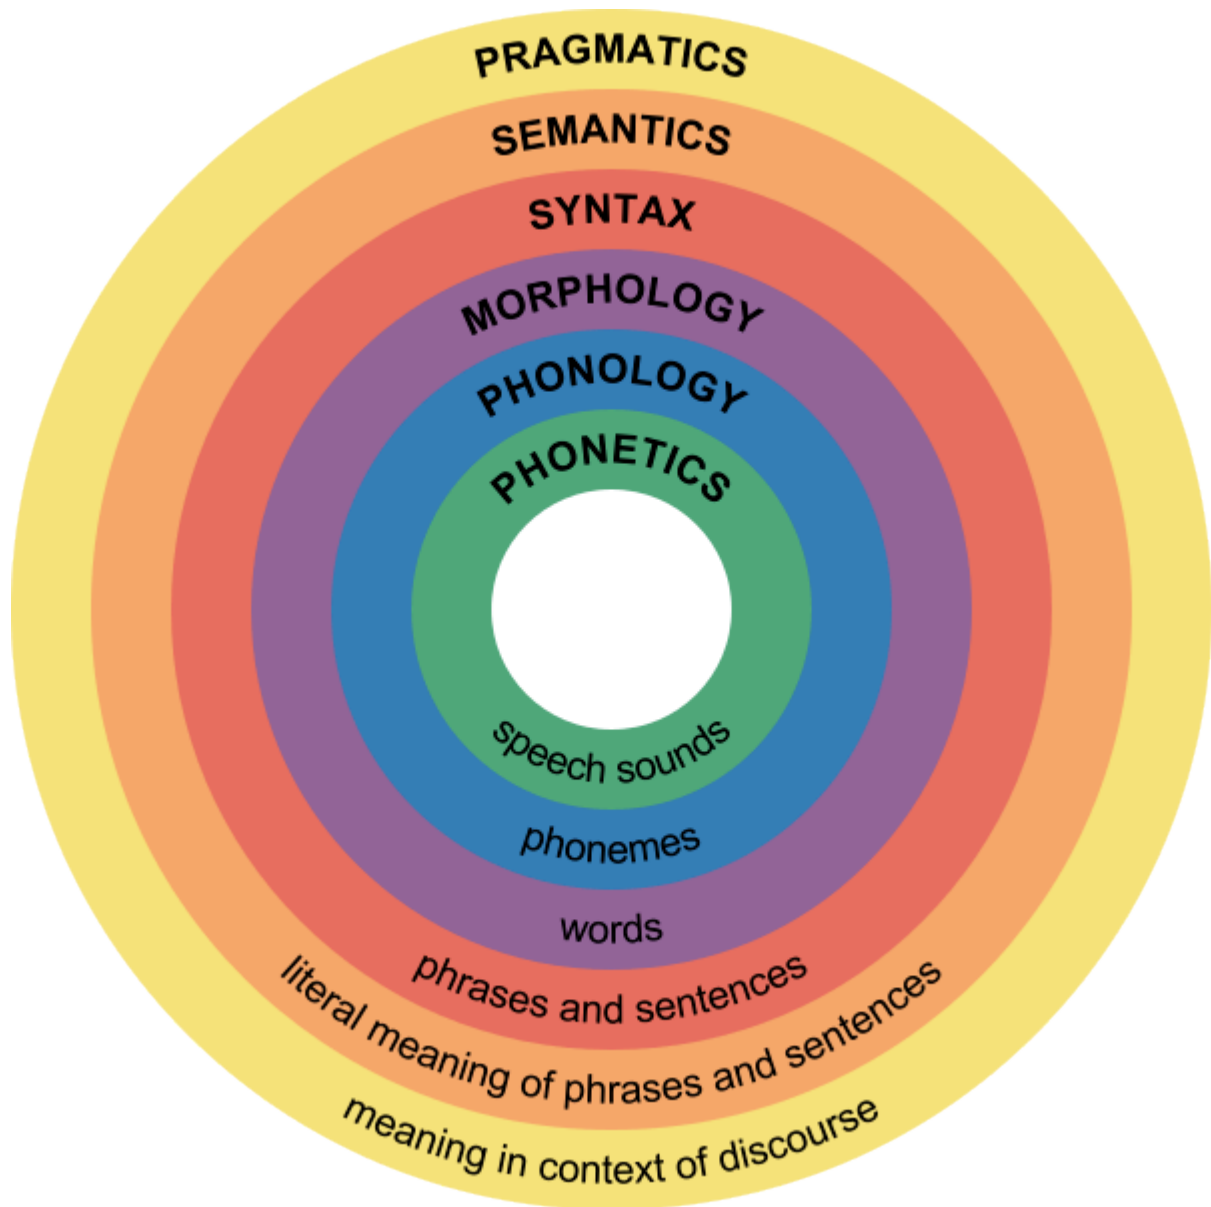 PRAGMATICS
SEMANTICS
SYNTAX
MORPHOLOGY
PHONOLOGY
PHONETICS
speech sounds
phonemes
words
phrases and sentences
literal meaning of phrases and sentences
meaning in context of discourse